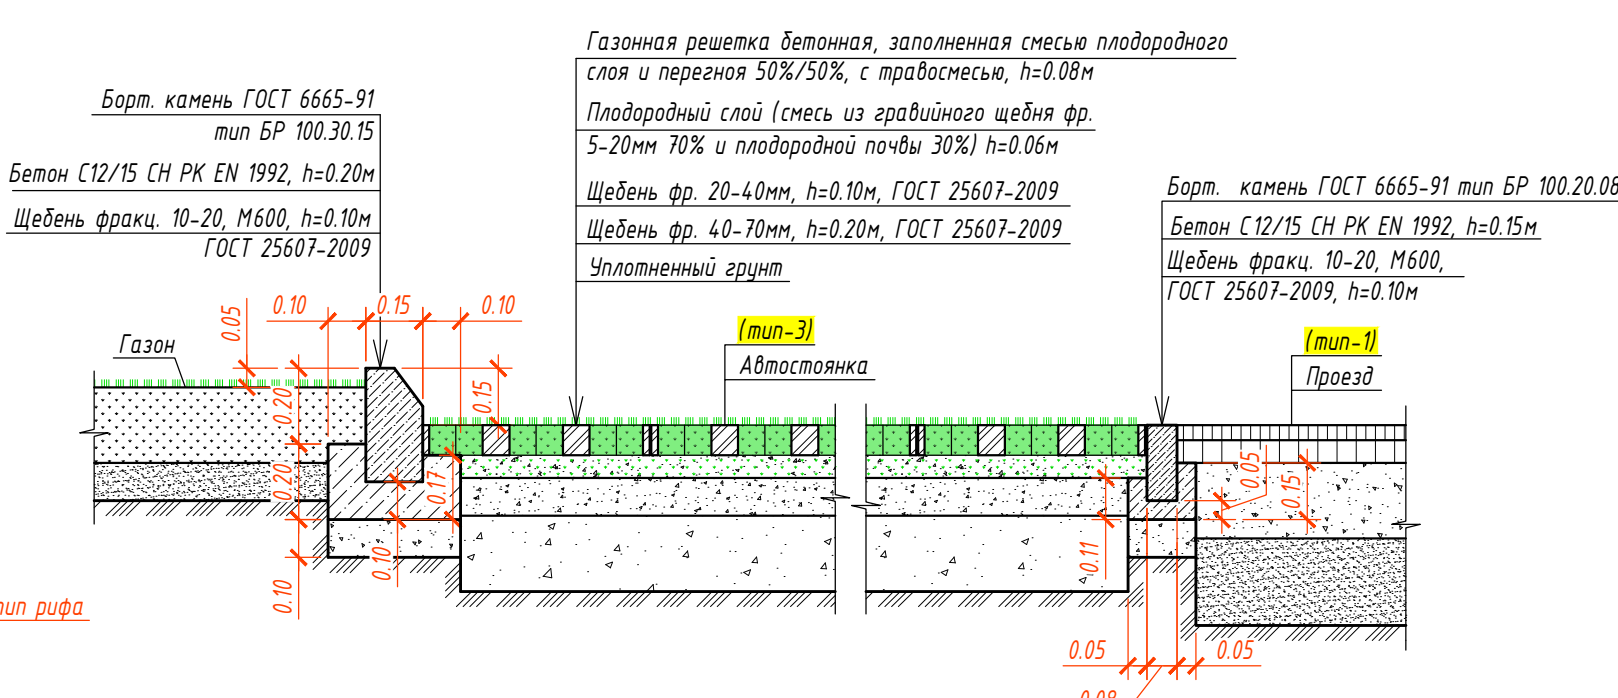 Газонная решетка бетонная, заполненная смесью плодородного
слоя и перегноя 50%/50%, с травосмесью, h=0.08м
Плодородный слой (смесь из гравийного щебня фр.
5-20мм 70% и плодородной почвы 30%) h=0.06м
Щебень фр. 20-40мм, h=0.10м, ГОСТ 25607-2009
Щебень фр. 40-70мм, h=0.20м, ГОСТ 25607-2009
Уплотненный грунт
Борт. камень ГОСТ 6665-91
тип БР 100.30.15
Бетон С12/15 СН РК EN 1992, h=0.20м
Щебень фракц. 10-20, М600, h=0.10м
ГОСТ 25607-2009
Борт. камень ГОСТ 6665-91 тип БР 100.20.08
Бетон С12/15 СН РК EN 1992, h=0.15м
Щебень фракц. 10-20, М600,
ГОСТ 25607-2009, h=0.10м
0.05
0.10
0.15
0.10
Газон
(тип-3)
Автостоянка
(тип-1)
Проезд
0.20
0.15
0.20
0.17
0.10
0.10
0.05
0.15
0.11
тип рифа
0.05
0.05
0.08